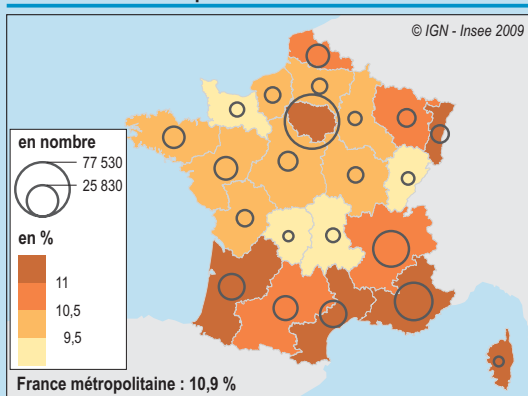 © IGN - Insee 2009
en nombre
77 530
25 830
en %
11
10,5
9,5
France métropolitaine : 10,9 %